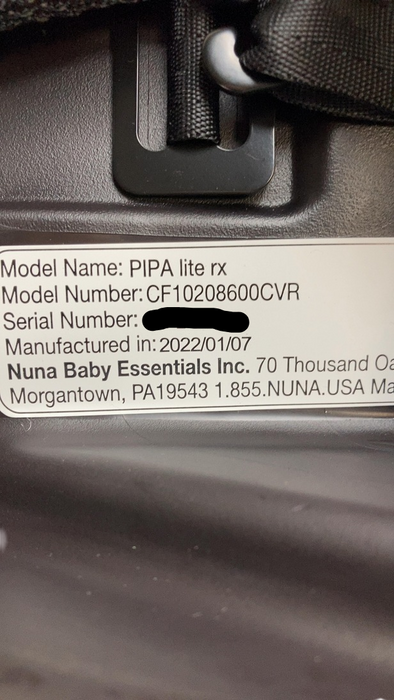 Model Name: PIPA lite rx
Model Number: CF10208600CVR
Serial Number:
Manufactured in: 2022/01/07
Nuna Baby Essentials Inc. 70 Thousand
Morgantown, PA19543 1.855.NUNA.USA